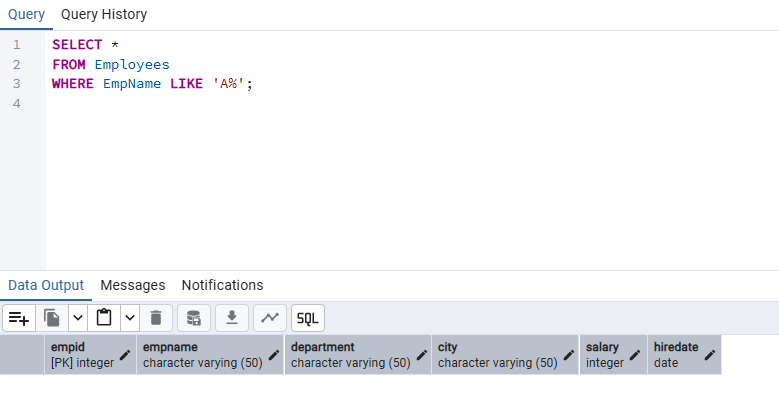 Query Query History
1 SELECT *
2 FROM Employees
3 WHERE EmpName LIKE 'A%';
4
Data Output Messages Notifications
SQL
empid empname department city salary hiredate
[PK] integer character varying (50) character varying (50) character varying (50) integer date